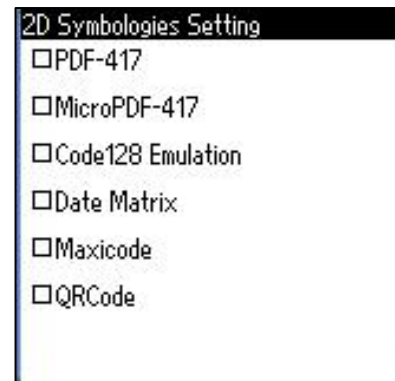 2D Symbologies Setting
PDF-417
MicroPDF-417
Code128 Emulation
Date Matrix
Maxicode
QRCode